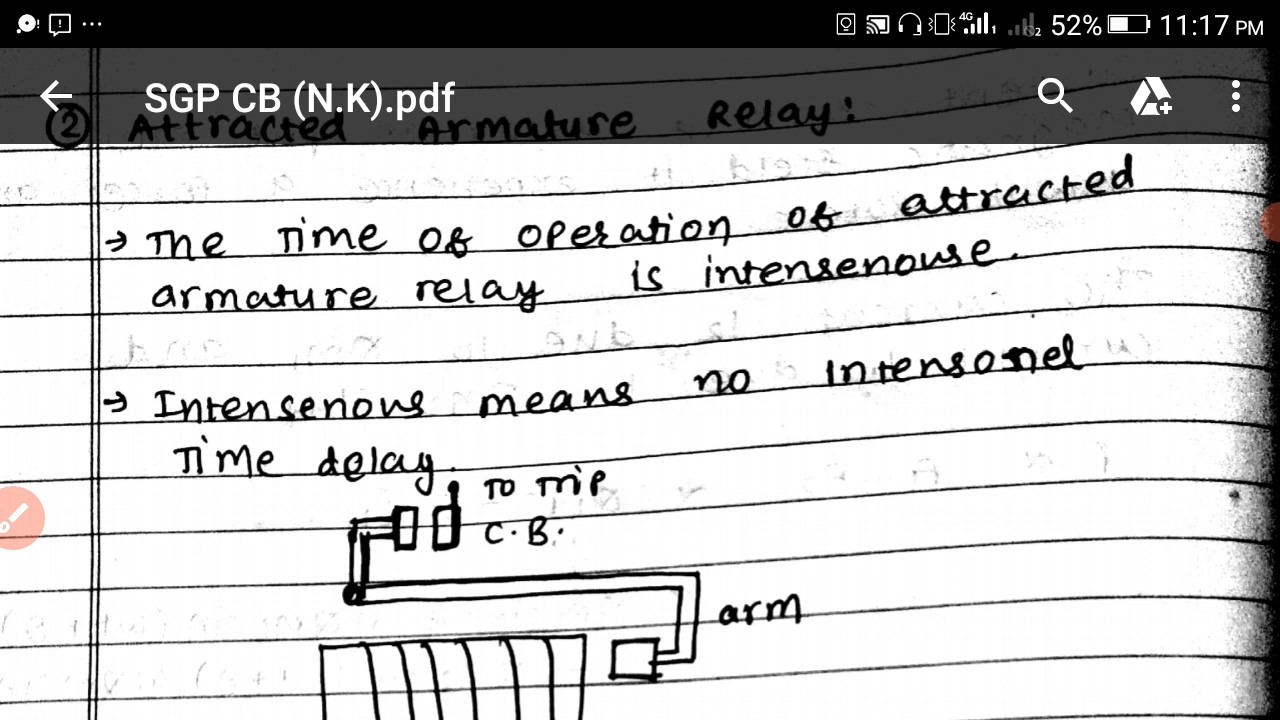 52% 11:17 PM
SGP CB (N.K).pdf
(2) Attracted Armature Relay:
→ The Time of operation of attracted
armature relay is intensenouse.
→ Intensenous means no Intensonel
Time delay.
To Trip
C.B.
arm